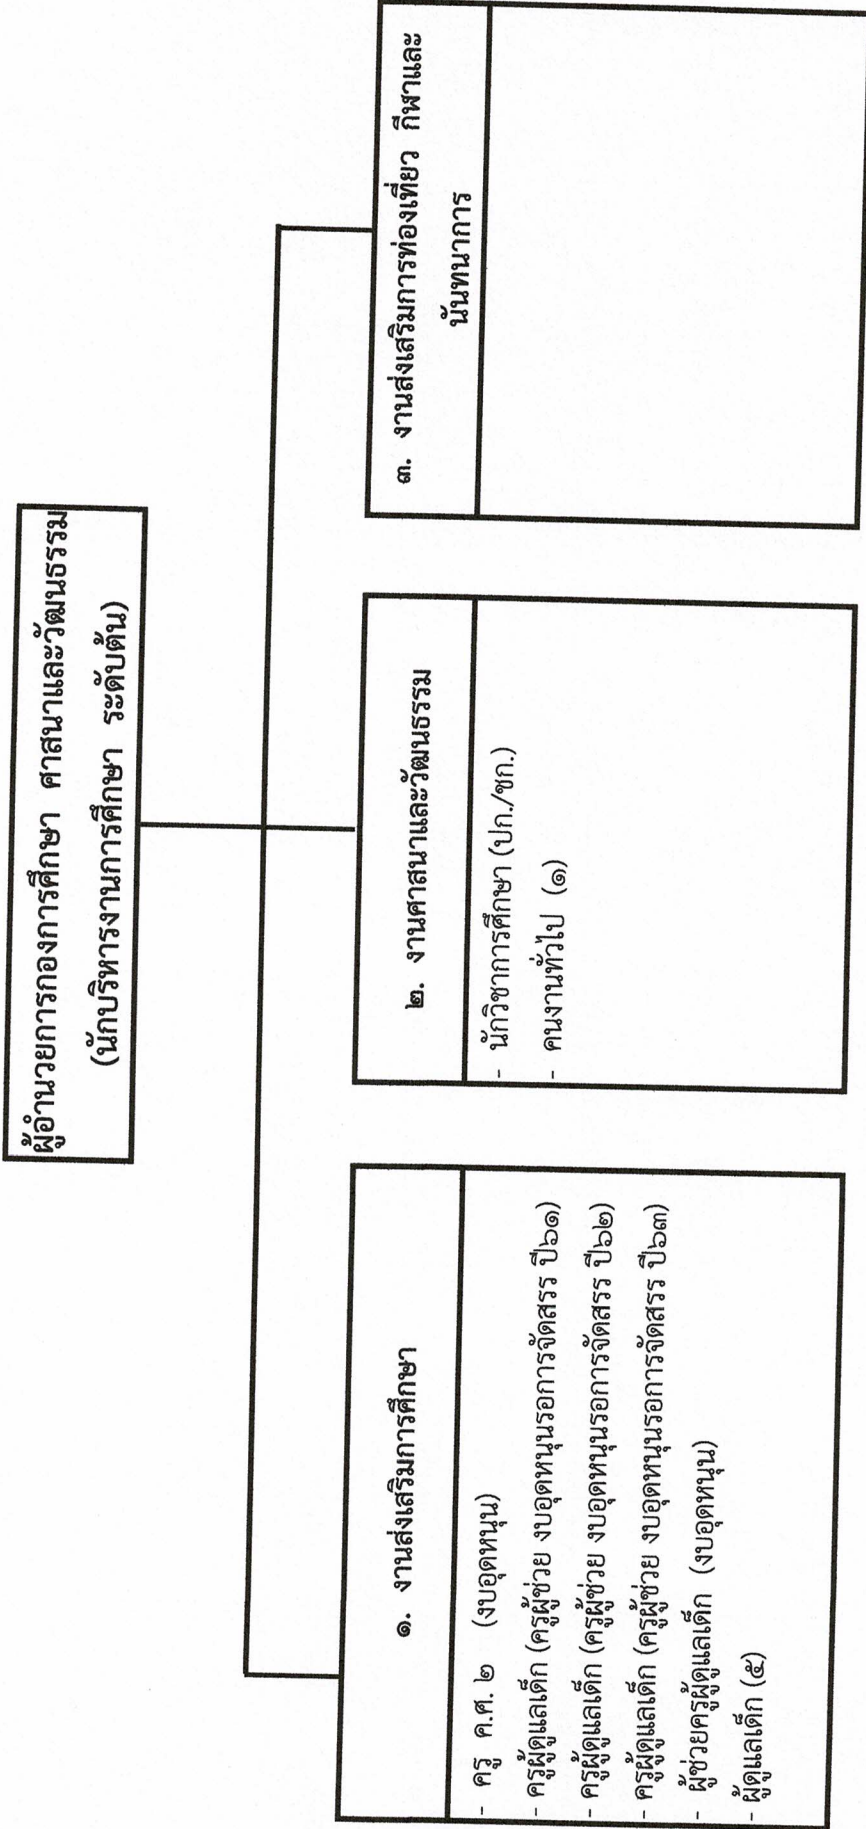 ผู้อำนวยการกองการศึกษา ศาสนาและวัฒนธรรม
(นักบริหารงานการศึกษา ระดับต้น)
๑. งานส่งเสริมการศึกษา
- ครู ค.ศ. ๒ (งบอุดหนุน)
- ครูผู้ดูแลเด็ก (ครูผู้ช่วย งบอุดหนุนรอการจัดสรร ปี๖๑)
- ครูผู้ดูแลเด็ก (ครูผู้ช่วย งบอุดหนุนรอการจัดสรร ปี๖๒)
- ครูผู้ดูแลเด็ก (ครูผู้ช่วย งบอุดหนุนรอการจัดสรร ปี๖๓)
- ผู้ช่วยครูผู้ดูแลเด็ก (งบอุดหนุน)
- ผู้ดูแลเด็ก (๕)
๒. งานศาสนาและวัฒนธรรม
- นักวิชาการศึกษา (ปก./ชก.)
- คนงานทั่วไป (๑)
๓. งานส่งเสริมการท่องเที่ยว กีฬาและ
นันทนาการ